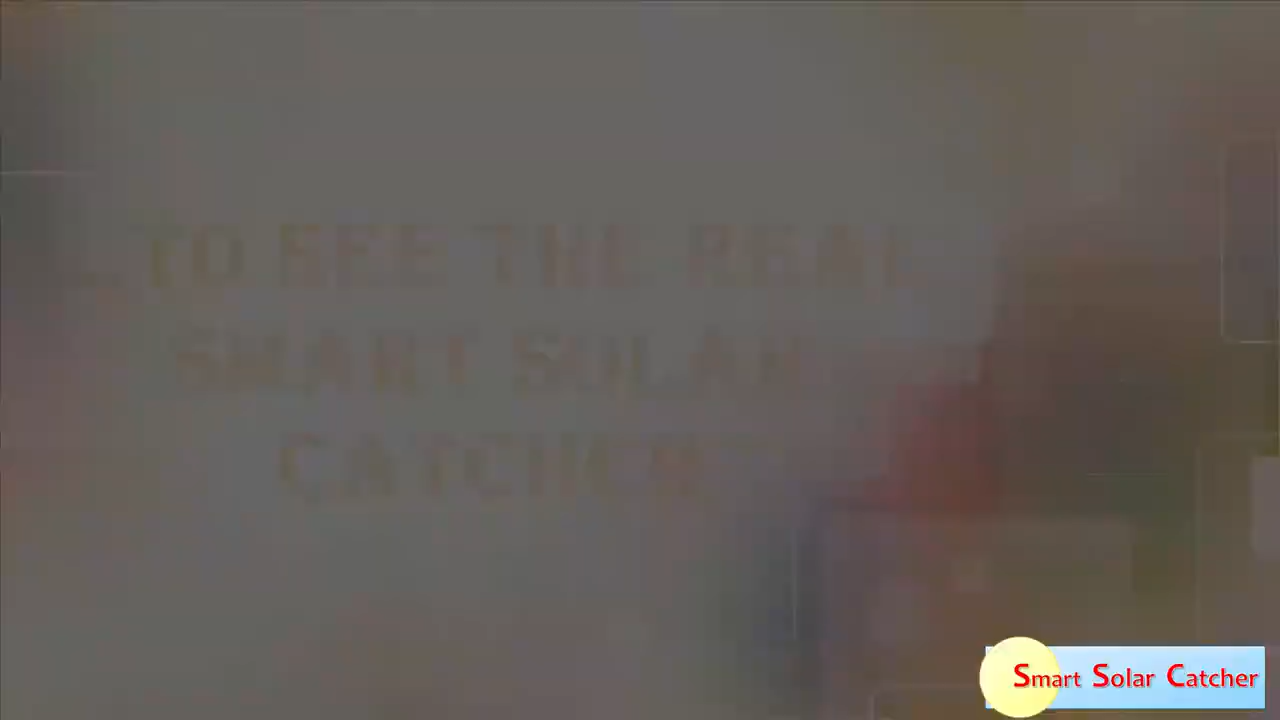 TO SEE THE REAL
SMART SOLAR
CATCHER
Smart Solar Catcher